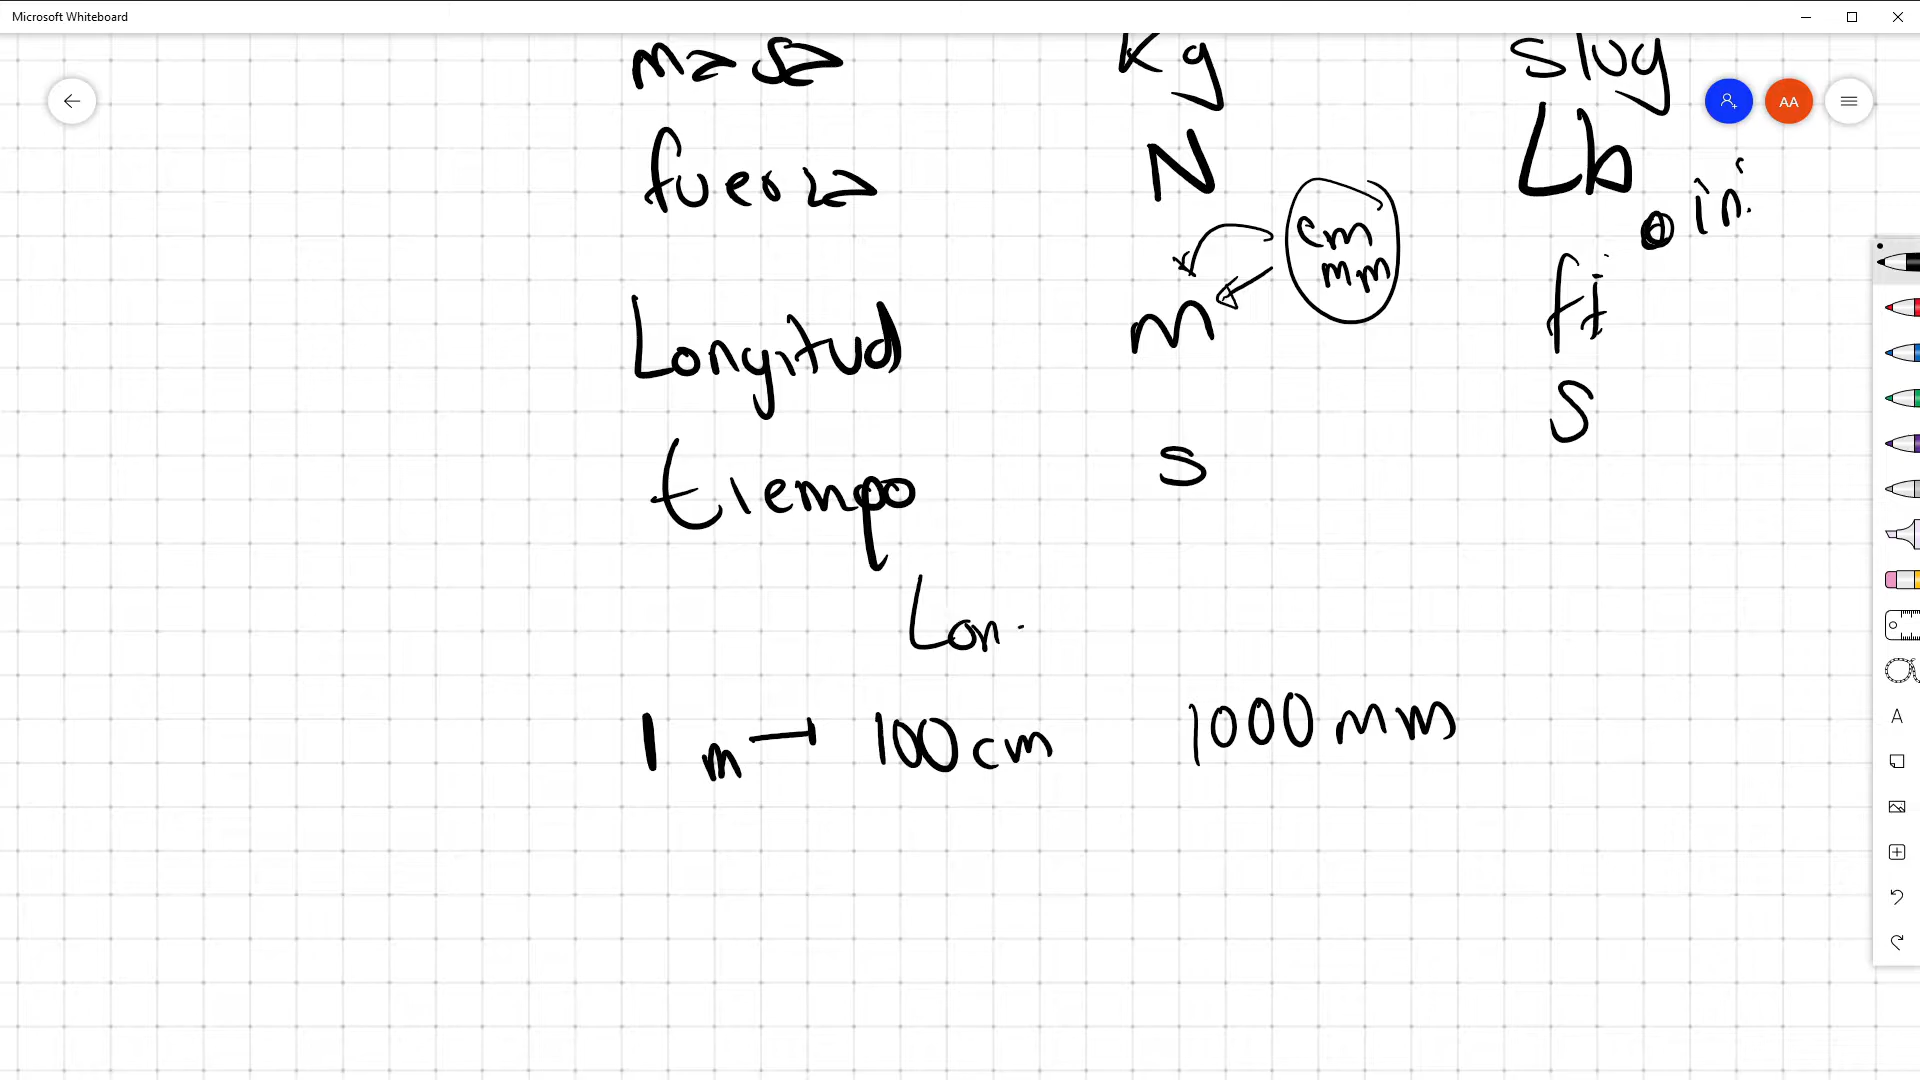 Microsoft Whiteboard
masa Kg slug
fuerza N Lb
cm o in.
mm
Longitud m ft
tiempo s s
Lon.
1 m 100 cm 1000 mm
AA
A